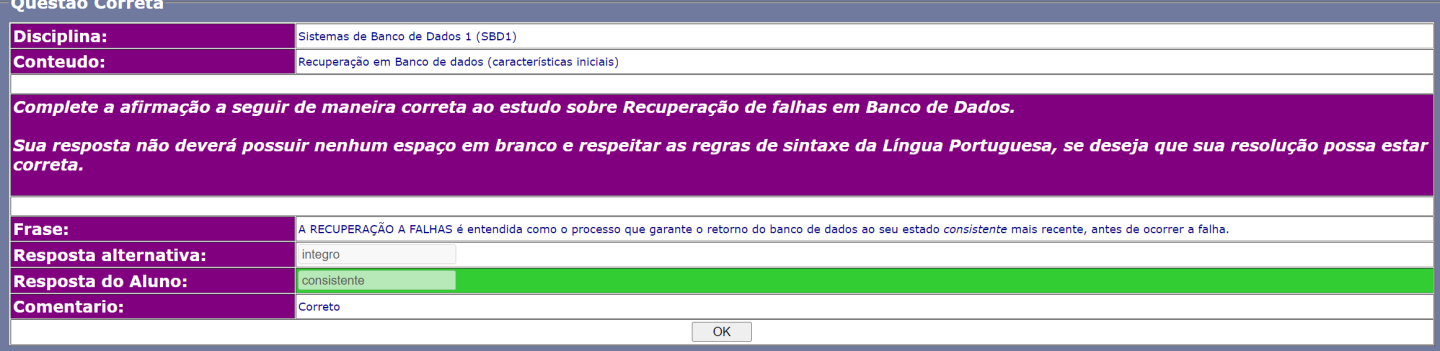 Questão Correta
Disciplina: Sistemas de Banco de Dados 1 (SBD1)
Conteudo: Recuperação em Banco de dados (características iniciais)
Complete a afirmação a seguir de maneira correta ao estudo sobre Recuperação de falhas em Banco de Dados.
Sua resposta não deverá possuir nenhum espaço em branco e respeitar as regras de sintaxe da Língua Portuguesa, se deseja que sua resolução possa estar
correta.
Frase: A RECUPERAÇÃO A FALHAS é entendida como o processo que garante o retorno do banco de dados ao seu estado consistente mais recente, antes de ocorrer a falha.
Resposta alternativa: integro
Resposta do Aluno: consistente
Comentario: Correto
OK